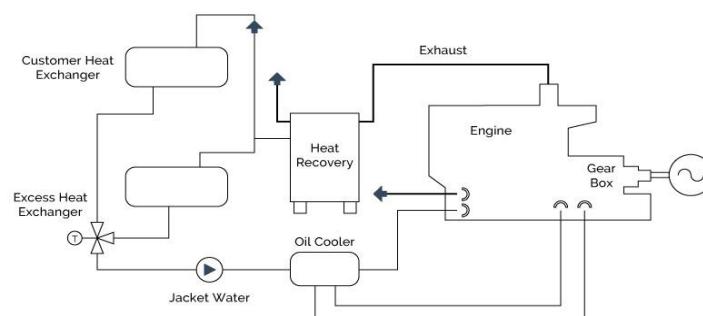 Customer Heat
Exchanger
Exhaust
Engine
Heat
Recovery
Gear
Box
Excess Heat
Exchanger
T
Oil Cooler
Jacket Water